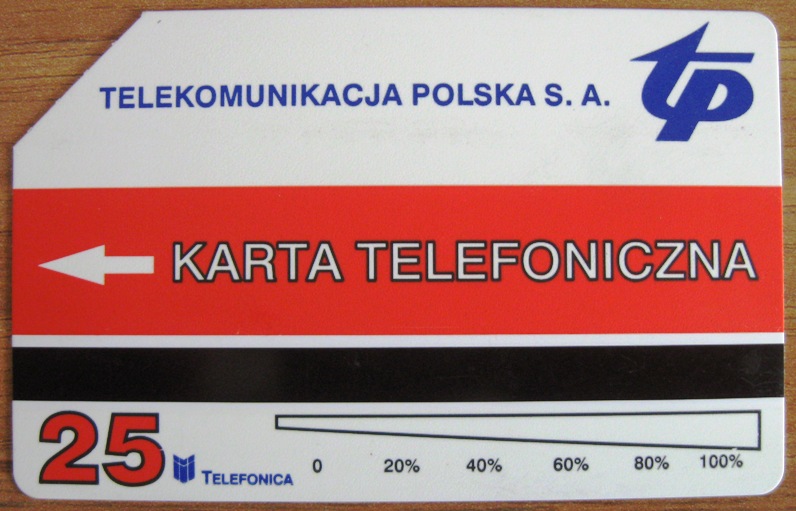 TELEKOMUNIKACJA POLSKA S. A.
TP
KARTA TELEFONICZNA
25 TELEFONICA 0 20% 40% 60% 80% 100%